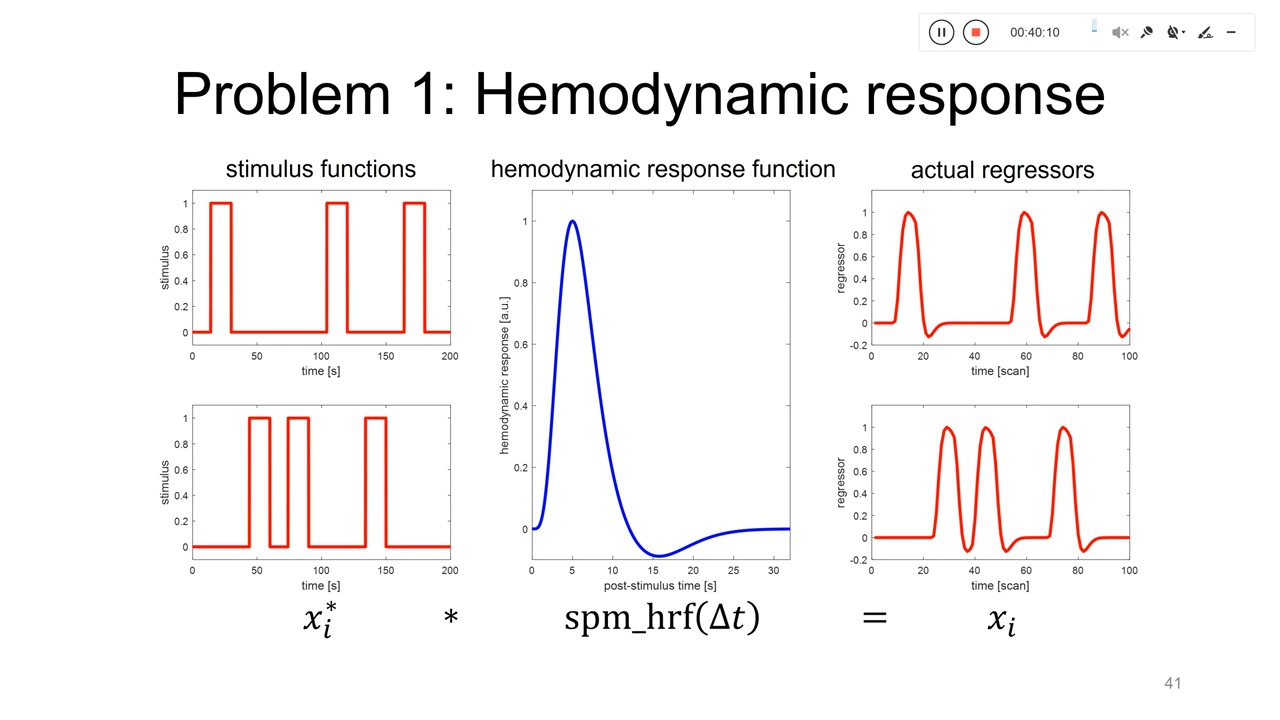 00:40:10
Problem 1: Hemodynamic response
stimulus functions
hemodynamic response function
actual regressors
stimulus
1
0.8
0.6
0.4
0.2
0
0 50 100 150 200
time [s]
stimulus
1
0.8
0.6
0.4
0.2
0
0 50 100 150 200
time [s]
hemodynamic response [a.u.]
1
0.8
0.6
0.4
0.2
0
0 5 10 15 20 25 30
post-stimulus time [s]
regressor
1
0.8
0.6
0.4
0.2
0
-0.2
0 20 40 60 80 100
time [scan]
regressor
1
0.8
0.6
0.4
0.2
0
-0.2
0 20 40 60 80 100
time [scan]
x_i^* * spm_hrf(Δt) = x_i
41